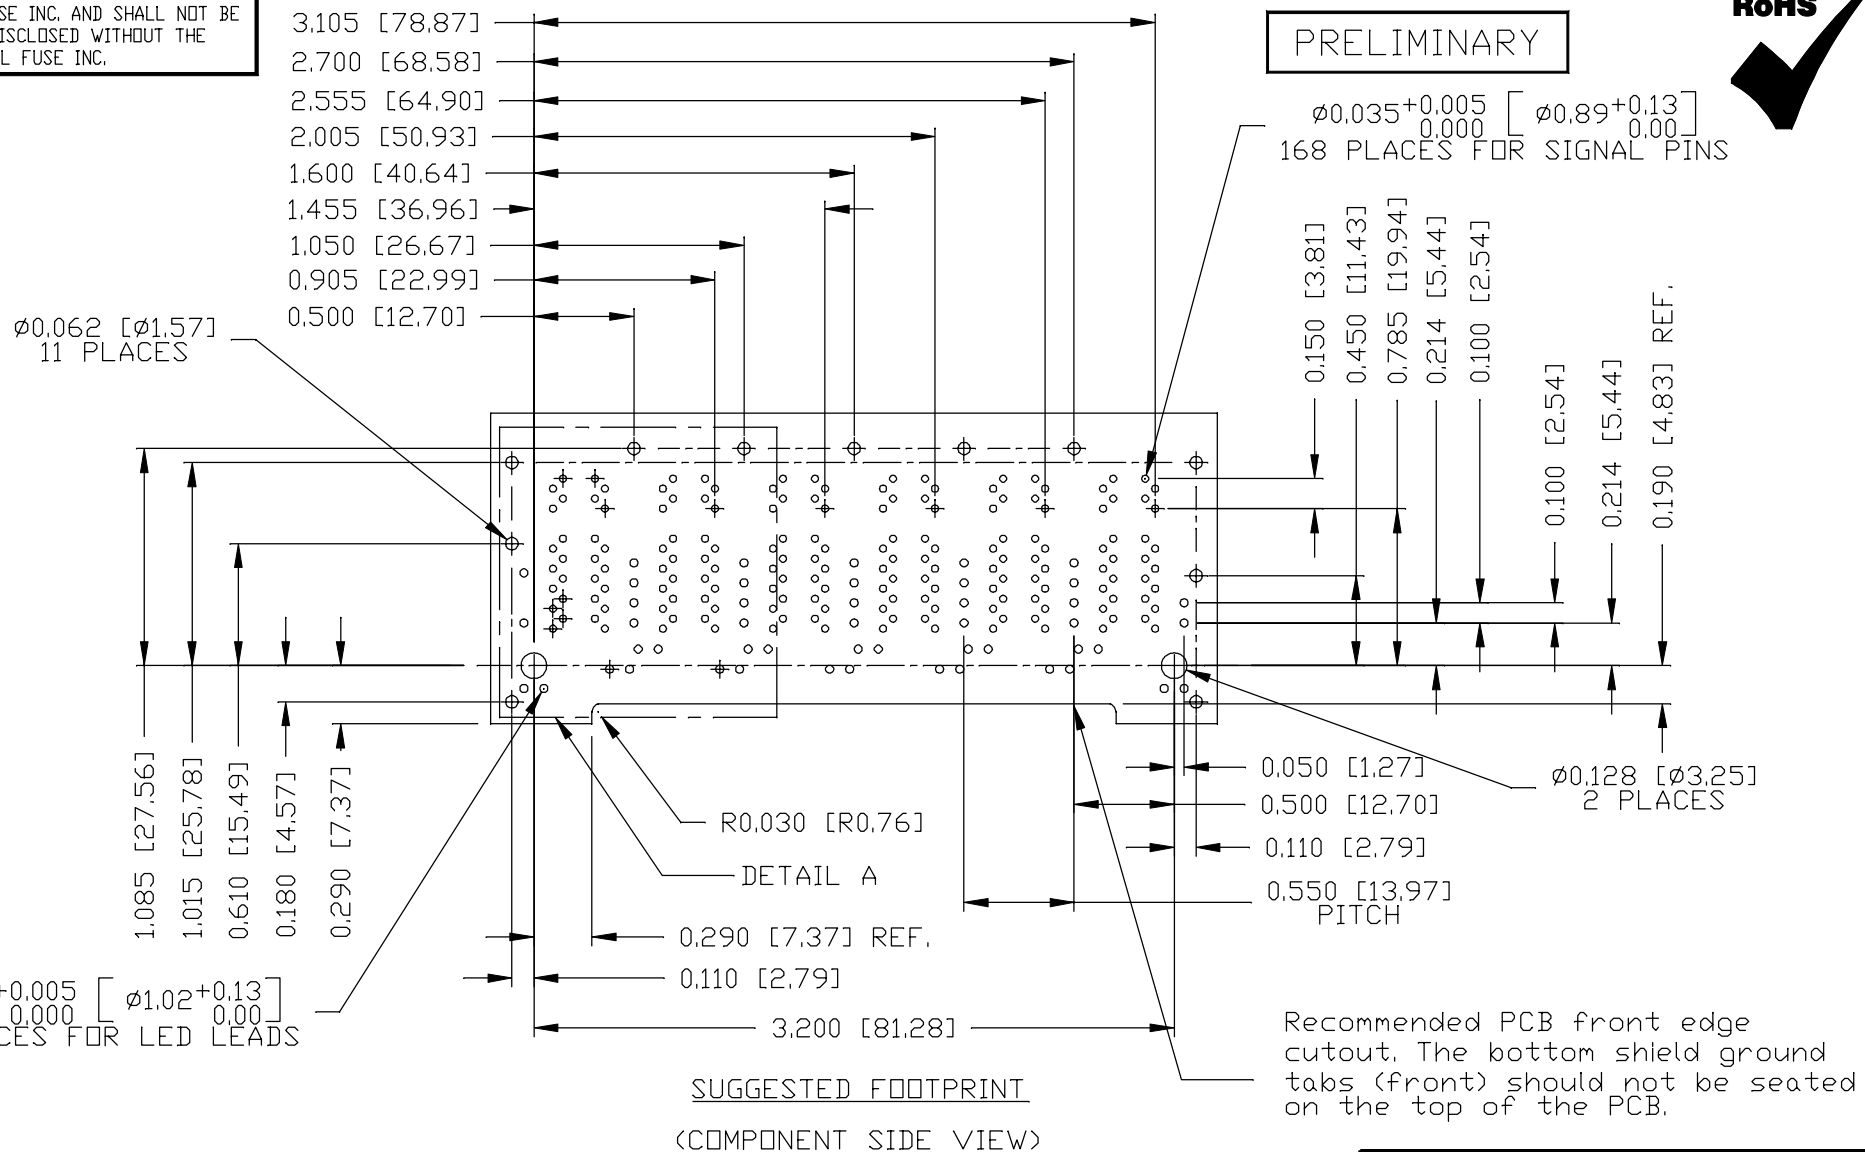 SE INC. AND SHALL NOT BE
ISCLOSED WITHOUT THE
L FUSE INC.
3.105 [78.87]
2.700 [68.58]
2.555 [64.90]
2.005 [50.93]
1.600 [40.64]
1.455 [36.96]
1.050 [26.67]
0.905 [22.99]
0.500 [12.70]
PRELIMINARY
RoHS
ø0.035+0.005 0.000 [ø0.89+0.13 0.00]
168 PLACES FOR SIGNAL PINS
ø0.062 [ø1.57]
11 PLACES
0.150 [3.81]
0.450 [11.43]
0.785 [19.94]
0.214 [5.44]
0.100 [2.54]
0.100 [2.54]
0.214 [5.44]
0.190 [4.83] REF.
1.085 [27.56]
1.015 [25.78]
0.610 [15.49]
0.180 [4.57]
0.290 [7.37]
R0.030 [R0.76]
DETAIL A
0.290 [7.37] REF.
0.110 [2.79]
3.200 [81.28]
0.050 [1.27]
0.500 [12.70]
0.110 [2.79]
0.550 [13.97]
PITCH
ø0.128 [ø3.25]
2 PLACES
+0.005 0.000 [ø1.02+0.13 0.00]
CES FOR LED LEADS
Recommended PCB front edge
cutout. The bottom shield ground
tabs (front) should not be seated
on the top of the PCB.
SUGGESTED FOOTPRINT
(COMPONENT SIDE VIEW)